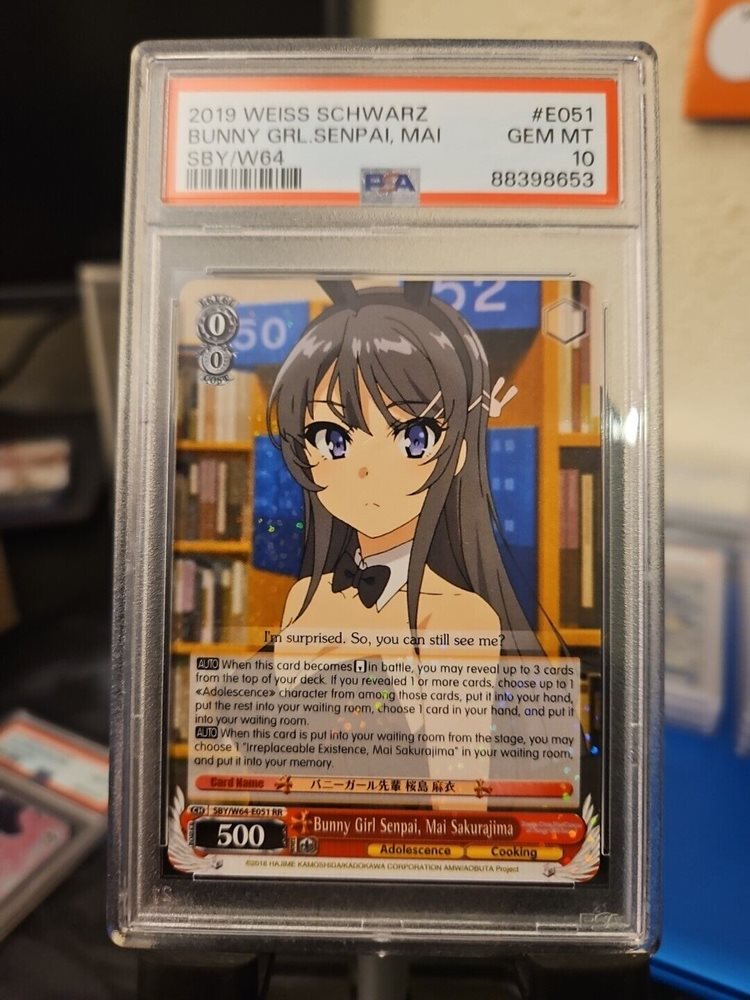 2019 WEISS SCHWARZ #E051
BUNNY GRL.SENPAI, MAI GEM MT
SBY/W64 10
PSA 88398653
LEVEL
0
0
COST
50
52
I'm surprised. So, you can still see me?
AUTO When this card becomes in battle, you may reveal up to 3 cards
from the top of your deck. If you revealed 1 or more cards, choose up to 1
«Adolescence» character from among those cards, put it into your hand,
put the rest into your waiting room, choose 1 card in your hand, and put it
into your waiting room.
AUTO When this card is put into your waiting room from the stage, you may
choose 1 "Irreplaceable Existence, Mai Sakurajima" in your waiting room,
and put it into your memory.
Card Name バニーガール先輩 桜島 麻衣
CH SBY/W64-E051 RR
500 1 Bunny Girl Senpai, Mai Sakurajima
Adolescence Cooking
©2018 HAJIME KAMOSHIDA/KADOKAWA CORPORATION AMW/AOBUTA Project